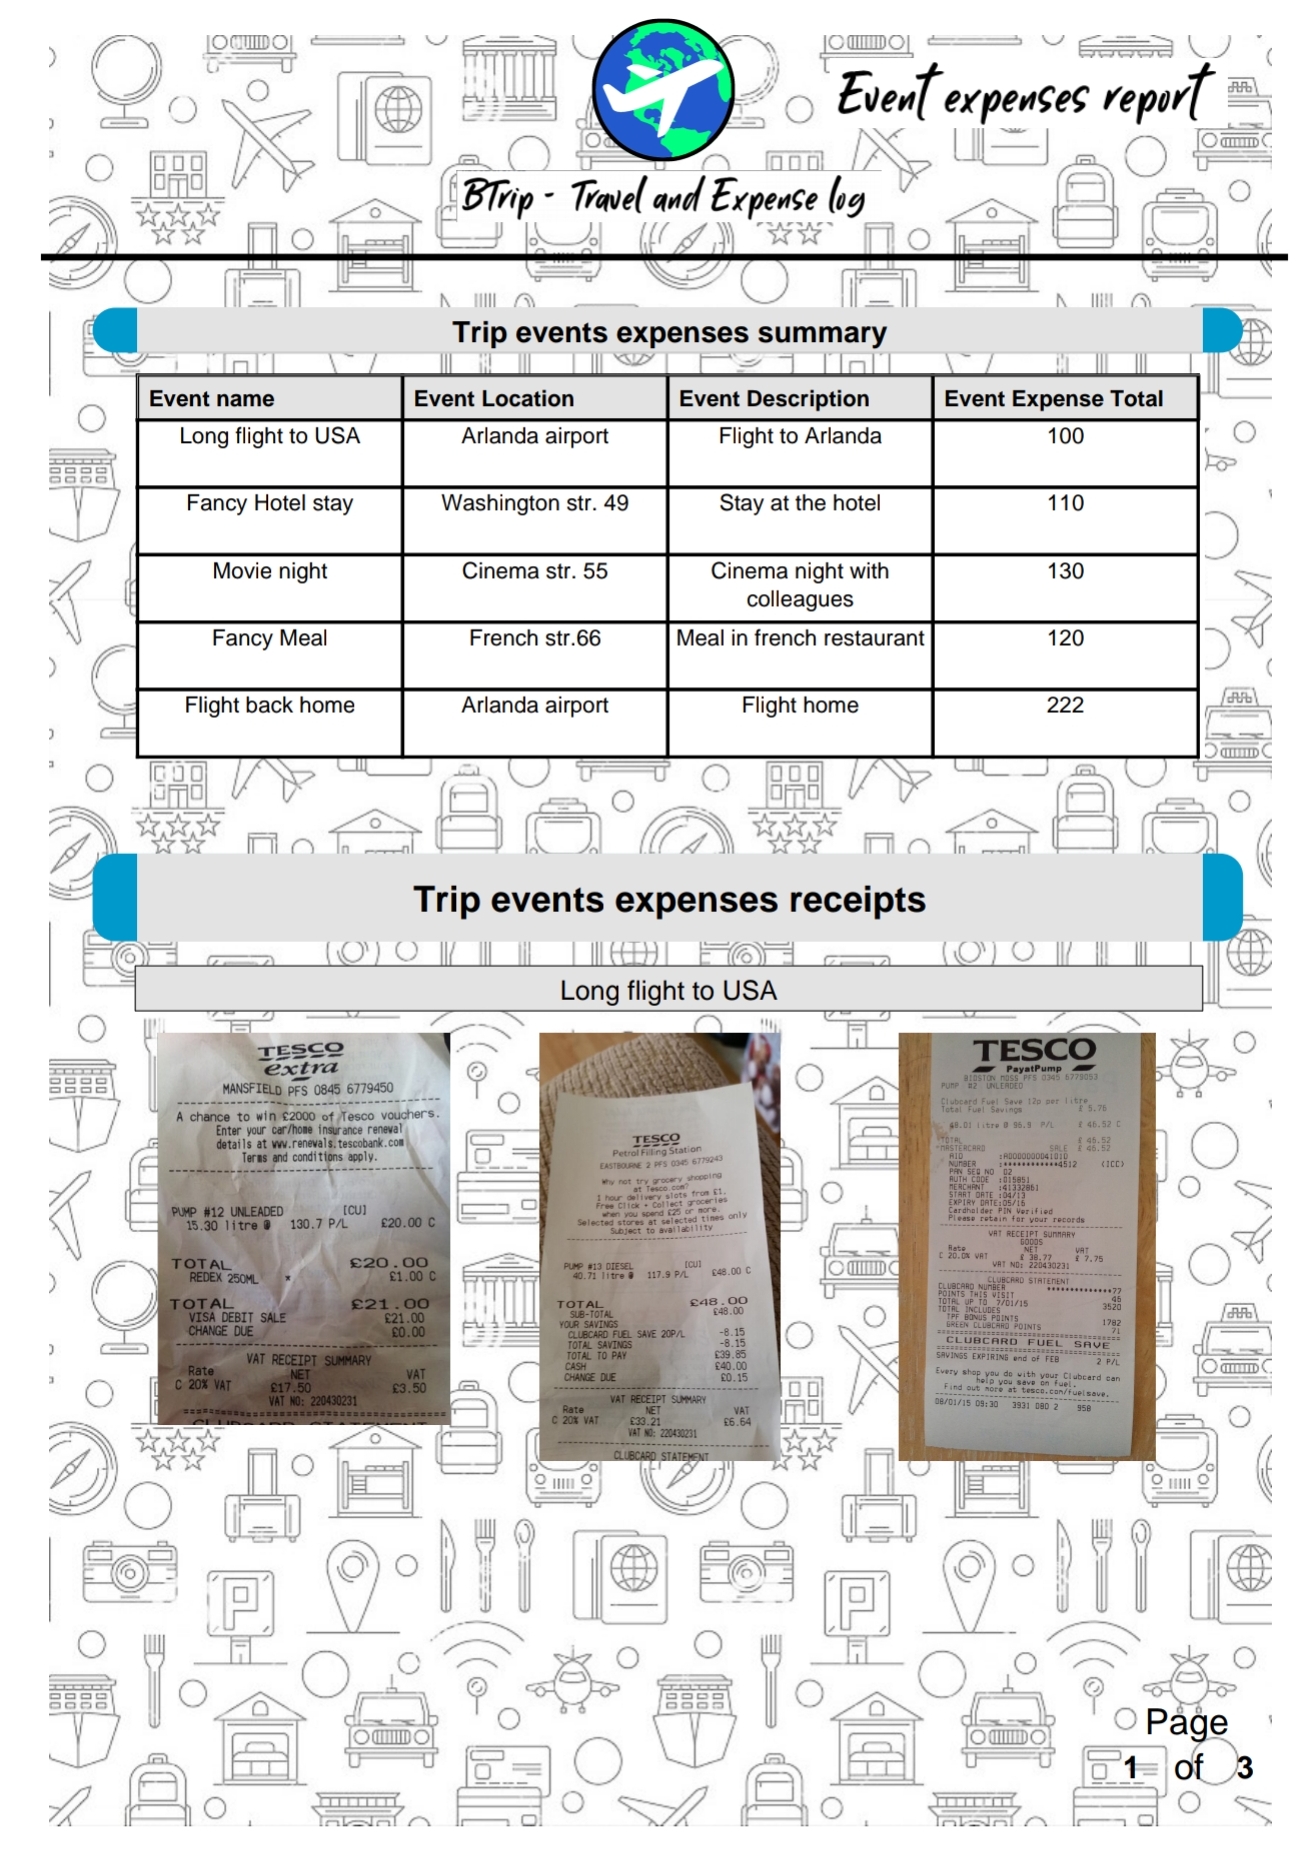 Event expenses report
BTrip - Travel and Expense log
Trip events expenses summary
Event name Event Location Event Description Event Expense Total
Long flight to USA Arlanda airport Flight to Arlanda 100
Fancy Hotel stay Washington str. 49 Stay at the hotel 110
Movie night Cinema str. 55 Cinema night with
colleagues 130
Fancy Meal French str.66 Meal in french restaurant 120
Flight back home Arlanda airport Flight home 222
Trip events expenses receipts
Long flight to USA
TESCO
extra
MANSFIELD PFS 0845 6779450
A chance to win £2000 of Tesco vouchers.
Enter your car/home insurance renewal
details at www.renewals.tescobank.com
Terms and conditions apply.
PUMP #12 UNLEADED [CU]
15.30 litre @ 130.7 P/L £20.00 C
TOTAL £20.00
REDEX 250ML * £1.00 C
TOTAL £21.00
VISA DEBIT SALE £21.00
CHANGE DUE £0.00
VAT RECEIPT SUMMARY
Rate NET VAT
C 20% VAT £17.50 £3.50
VAT NO: 220430231
CLUBCARD STATEMENT
TESCO
Petrol Filling Station
EASTBOURNE 2 PFS 0345 6779243
Why not try grocery shopping
at Tesco.com?
1 hour delivery slots from £1.
Free Click + Collect groceries
when you spend £25 or more.
Selected stores at selected times only
Subject to availability
PUMP #13 DIESEL [CU]
40.71 litre @ 117.9 P/L £48.00 C
TOTAL £48.00
SUB-TOTAL £48.00
YOUR SAVINGS
CLUBCARD FUEL SAVE 20P/L -8.15
TOTAL SAVINGS -8.15
TOTAL TO PAY £39.85
CASH £40.00
CHANGE DUE £0.15
VAT RECEIPT SUMMARY
Rate NET VAT
C 20% VAT £33.21 £6.64
VAT NO: 220430231
CLUBCARD STATEMENT
TESCO
PayatPump
BIDSTON MOSS PFS 0345 6779053
PUMP #2 UNLEADED
Clubcard Fuel Save 12p per litre
Total Fuel Savings £ 5.76
48.01 litre @ 96.9 P/L £ 46.52 C
TOTAL £ 46.52
MASTERCARD SALE £ 46.52
AID :A0000000041010
NUMBER :************4512 (ICC)
PAN SEQ NO 02
AUTH CODE :015851
MERCHANT :41332861
START DATE :04/13
EXPIRY DATE:05/16
Cardholder PIN Verified
Please retain for your records
VAT RECEIPT SUMMARY
GOODS
Rate NET VAT
C 20.0% VAT £ 38.77 £ 7.75
VAT NO: 220430231
CLUBCARD STATEMENT
CLUBCARD NUMBER **************77
POINTS THIS VISIT 46
TOTAL UP TO 7/01/15 3520
TOTAL INCLUDES
TPF BONUS POINTS 1782
GREEN CLUBCARD POINTS 71
CLUBCARD FUEL SAVE
SAVINGS EXPIRING end of FEB 2 P/L
Every shop you do with your Clubcard can
help you save on fuel.
Find out more at tesco.com/fuelsave.
08/01/15 09:30 3931 080 2 958
P
P
Page
1 of 3